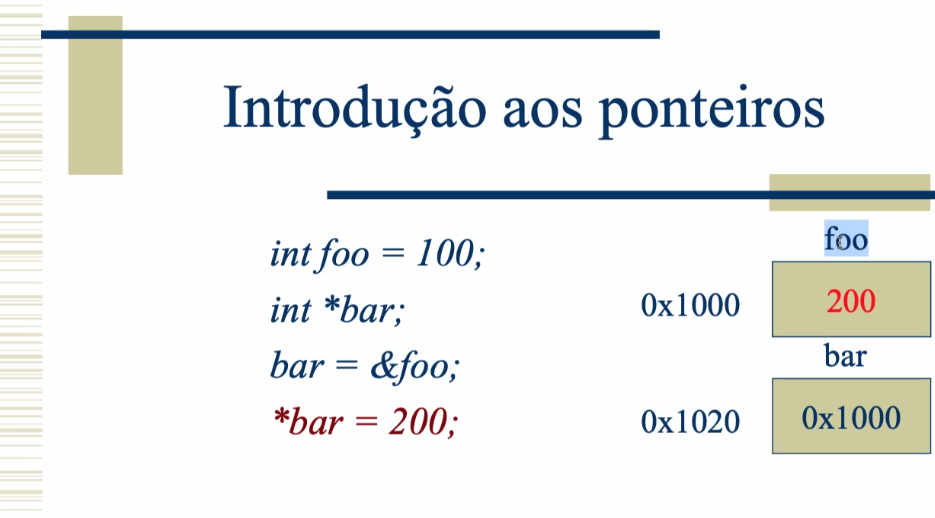 Introdução aos ponteiros
foo
int foo = 100;
int *bar;
0x1000
200
bar
bar = &foo;
*bar = 200;
0x1020
0x1000